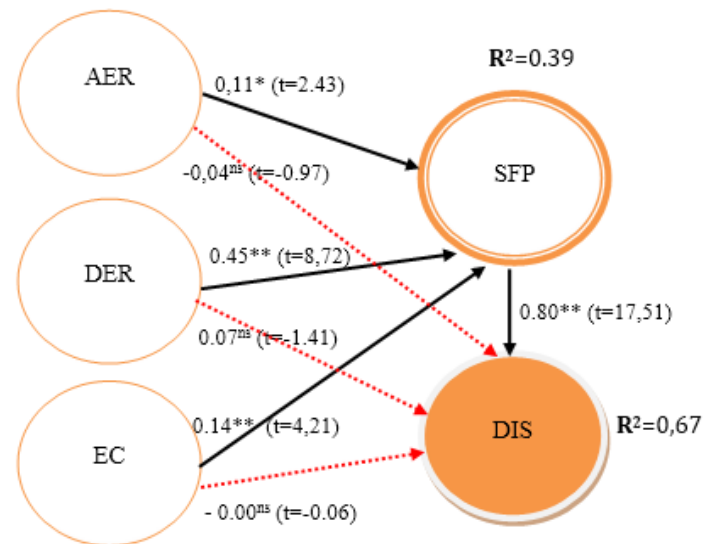 AER
R²=0.39
0,11* (t=2.43)
SFP
-0,04ⁿˢ (t=-0.97)
DER
0.45** (t=8,72)
0.80** (t=17,51)
0.07ⁿˢ (t=-1.41)
0.14** (t=4,21)
DIS
R²=0,67
EC
- 0.00ⁿˢ (t=-0.06)